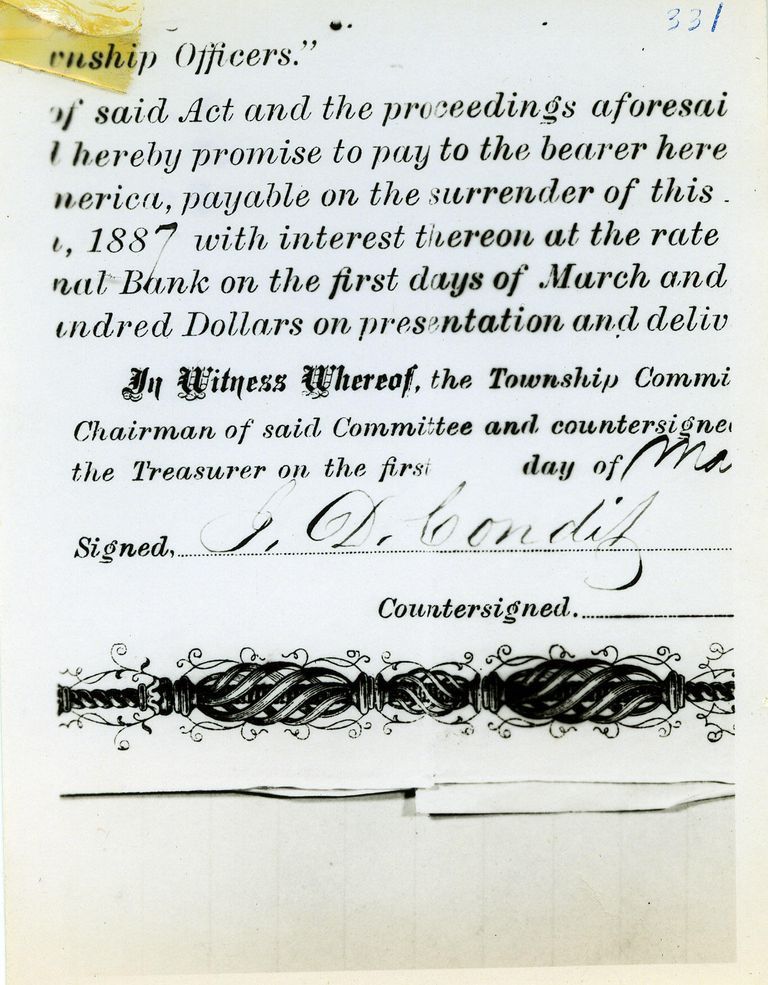 331
wnship Officers."
of said Act and the proceedings aforesai
l hereby promise to pay to the bearer here
merica, payable on the surrender of this
, 1887 with interest thereon at the rate
nal Bank on the first days of March and
undred Dollars on presentation and deliv
In Witness Whereof, the Township Commi
Chairman of said Committee and countersigned
the Treasurer on the first day of Ma
Signed, J. D. Condit
Countersigned.